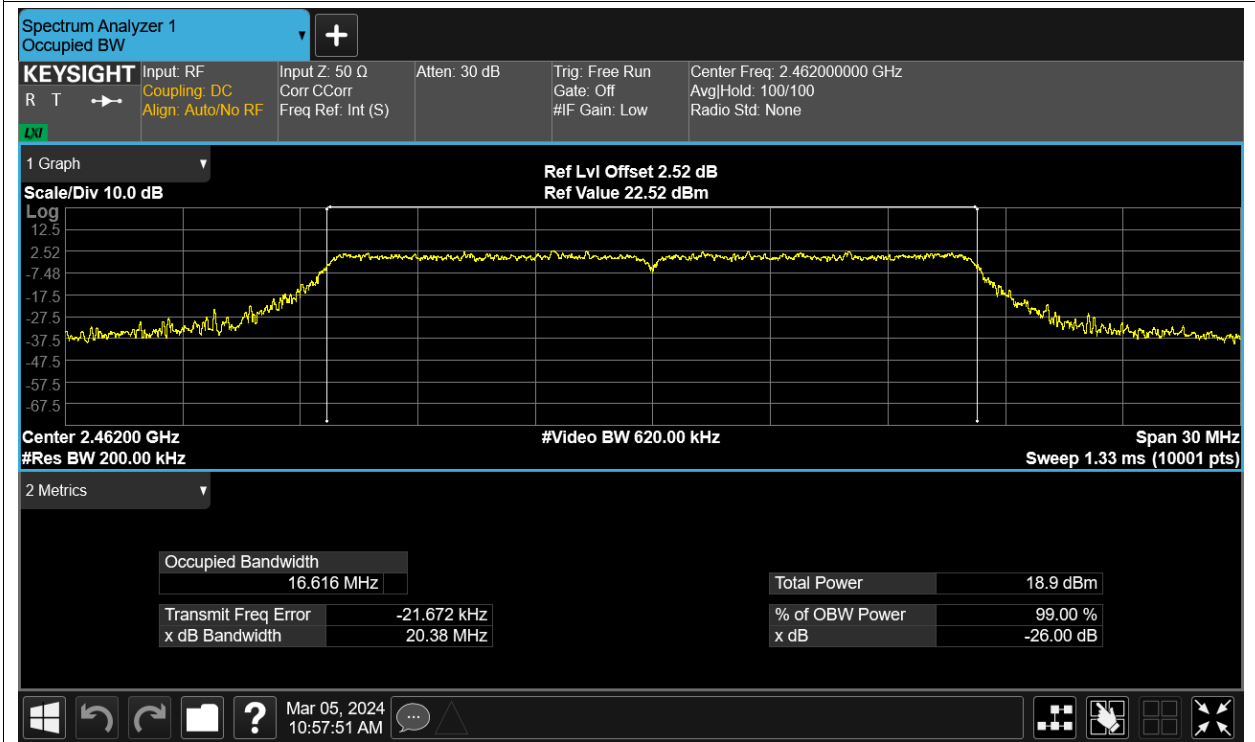 Spectrum Analyzer 1
Occupied BW
KEYSIGHT
R T
LXI
Input: RF
Coupling: DC
Align: Auto/No RF
Input Z: 50 Ω
Corr CCorr
Freq Ref: Int (S)
Atten: 30 dB
Trig: Free Run
Gate: Off
#IF Gain: Low
Center Freq: 2.462000000 GHz
Avg|Hold: 100/100
Radio Std: None
1 Graph
Scale/Div 10.0 dB
Ref Lvl Offset 2.52 dB
Ref Value 22.52 dBm
Log
12.5
2.52
-7.48
-17.5
-27.5
-37.5
-47.5
-57.5
-67.5
Center 2.46200 GHz
#Res BW 200.00 kHz
#Video BW 620.00 kHz
Span 30 MHz
Sweep 1.33 ms (10001 pts)
2 Metrics
Occupied Bandwidth
16.616 MHz
Transmit Freq Error -21.672 kHz
x dB Bandwidth 20.38 MHz
Total Power 18.9 dBm
% of OBW Power 99.00 %
x dB -26.00 dB
?
Mar 05, 2024
10:57:51 AM